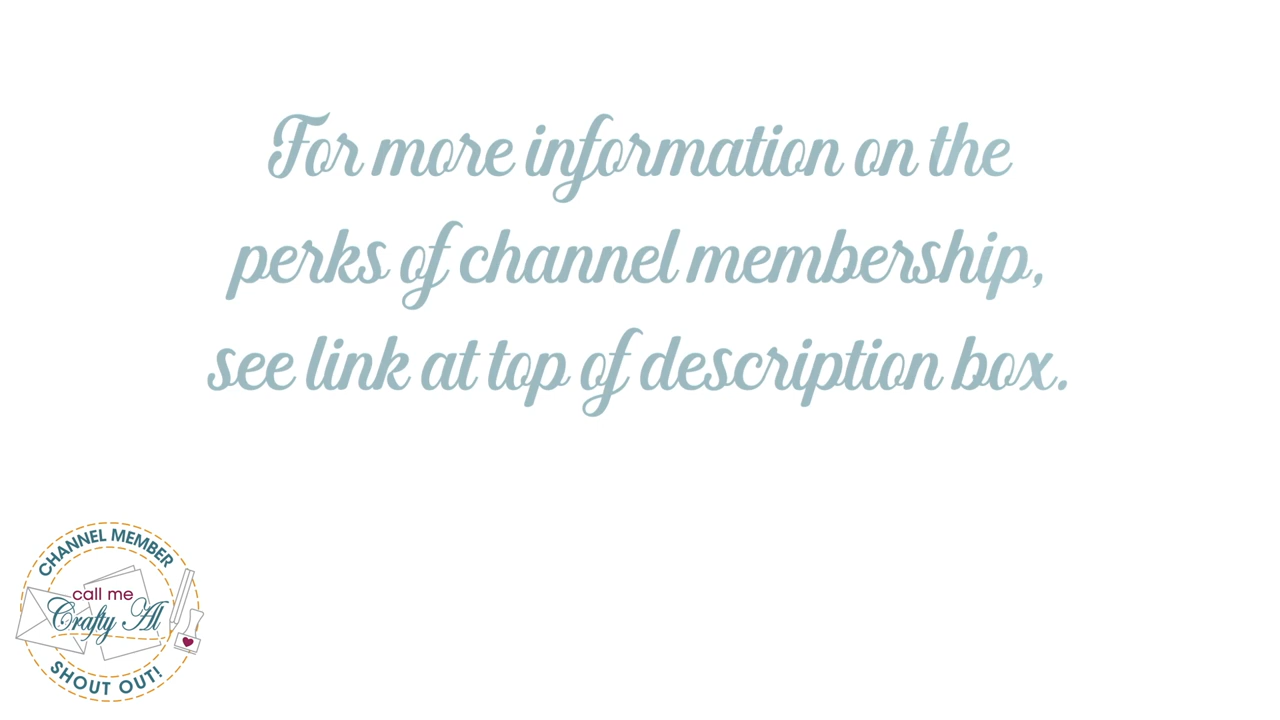 For more information on the
perks of channel membership,
see link at top of description box.
CHANNEL MEMBER
call me
Crafty Al
SHOUT OUT!